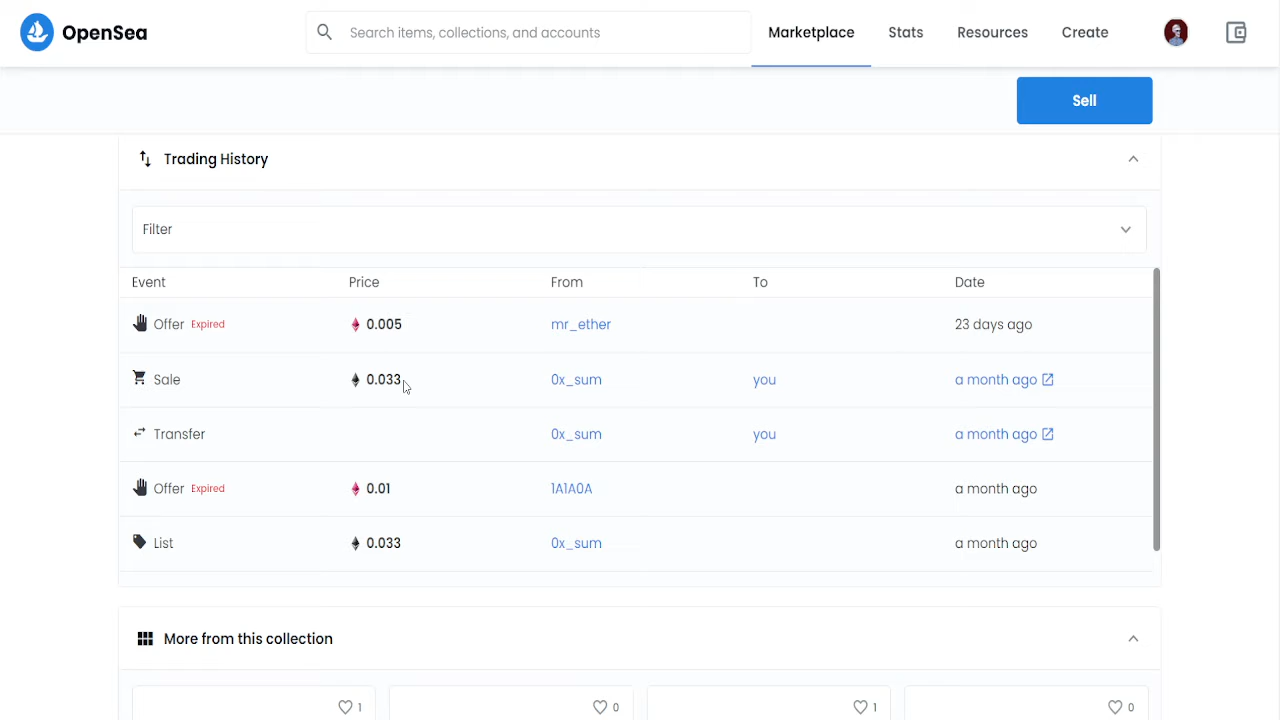 OpenSea
Search items, collections, and accounts
Marketplace
Stats
Resources
Create
Sell
Trading History
Filter
Event Price From To Date
Offer Expired 0.005 mr_ether 23 days ago
Sale 0.033 0x_sum you a month ago
Transfer 0x_sum you a month ago
Offer Expired 0.01 1A1A0A a month ago
List 0.033 0x_sum a month ago
More from this collection
1 0 1 0